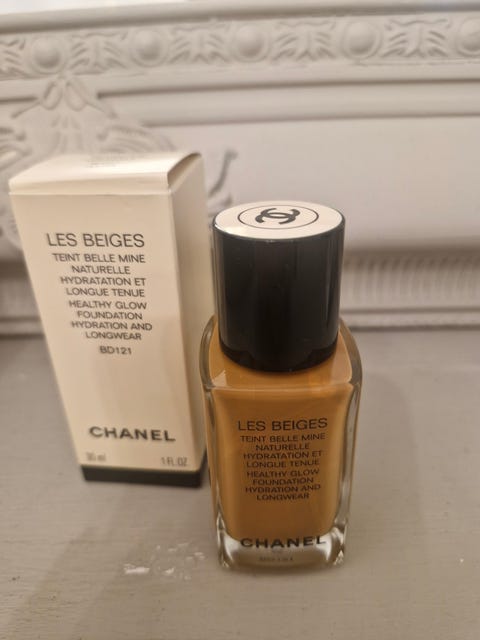 LES BEIGES
TEINT BELLE MINE
NATURELLE
HYDRATATION ET
LONGUE TENUE
HEALTHY GLOW
FOUNDATION
HYDRATION AND
LONGWEAR
BD121
CHANEL
30 ml 1 FL.OZ.
LES BEIGES
TEINT BELLE MINE
NATURELLE
HYDRATATION ET
LONGUE TENUE
HEALTHY GLOW
FOUNDATION
HYDRATION AND
LONGWEAR
CHANEL